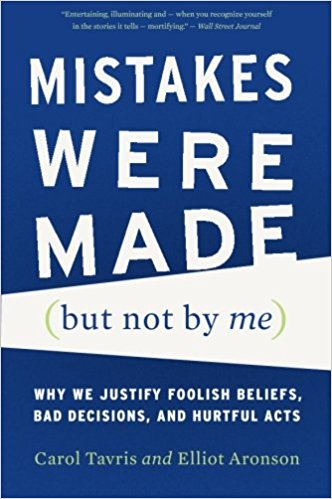 "Entertaining, illuminating and — when you recognize yourself
in the stories it tells — mortifying." — Wall Street Journal
MISTAKES
WERE
MADE
(but not by me)
WHY WE JUSTIFY FOOLISH BELIEFS,
BAD DECISIONS, AND HURTFUL ACTS
Carol Tavris and Elliot Aronson